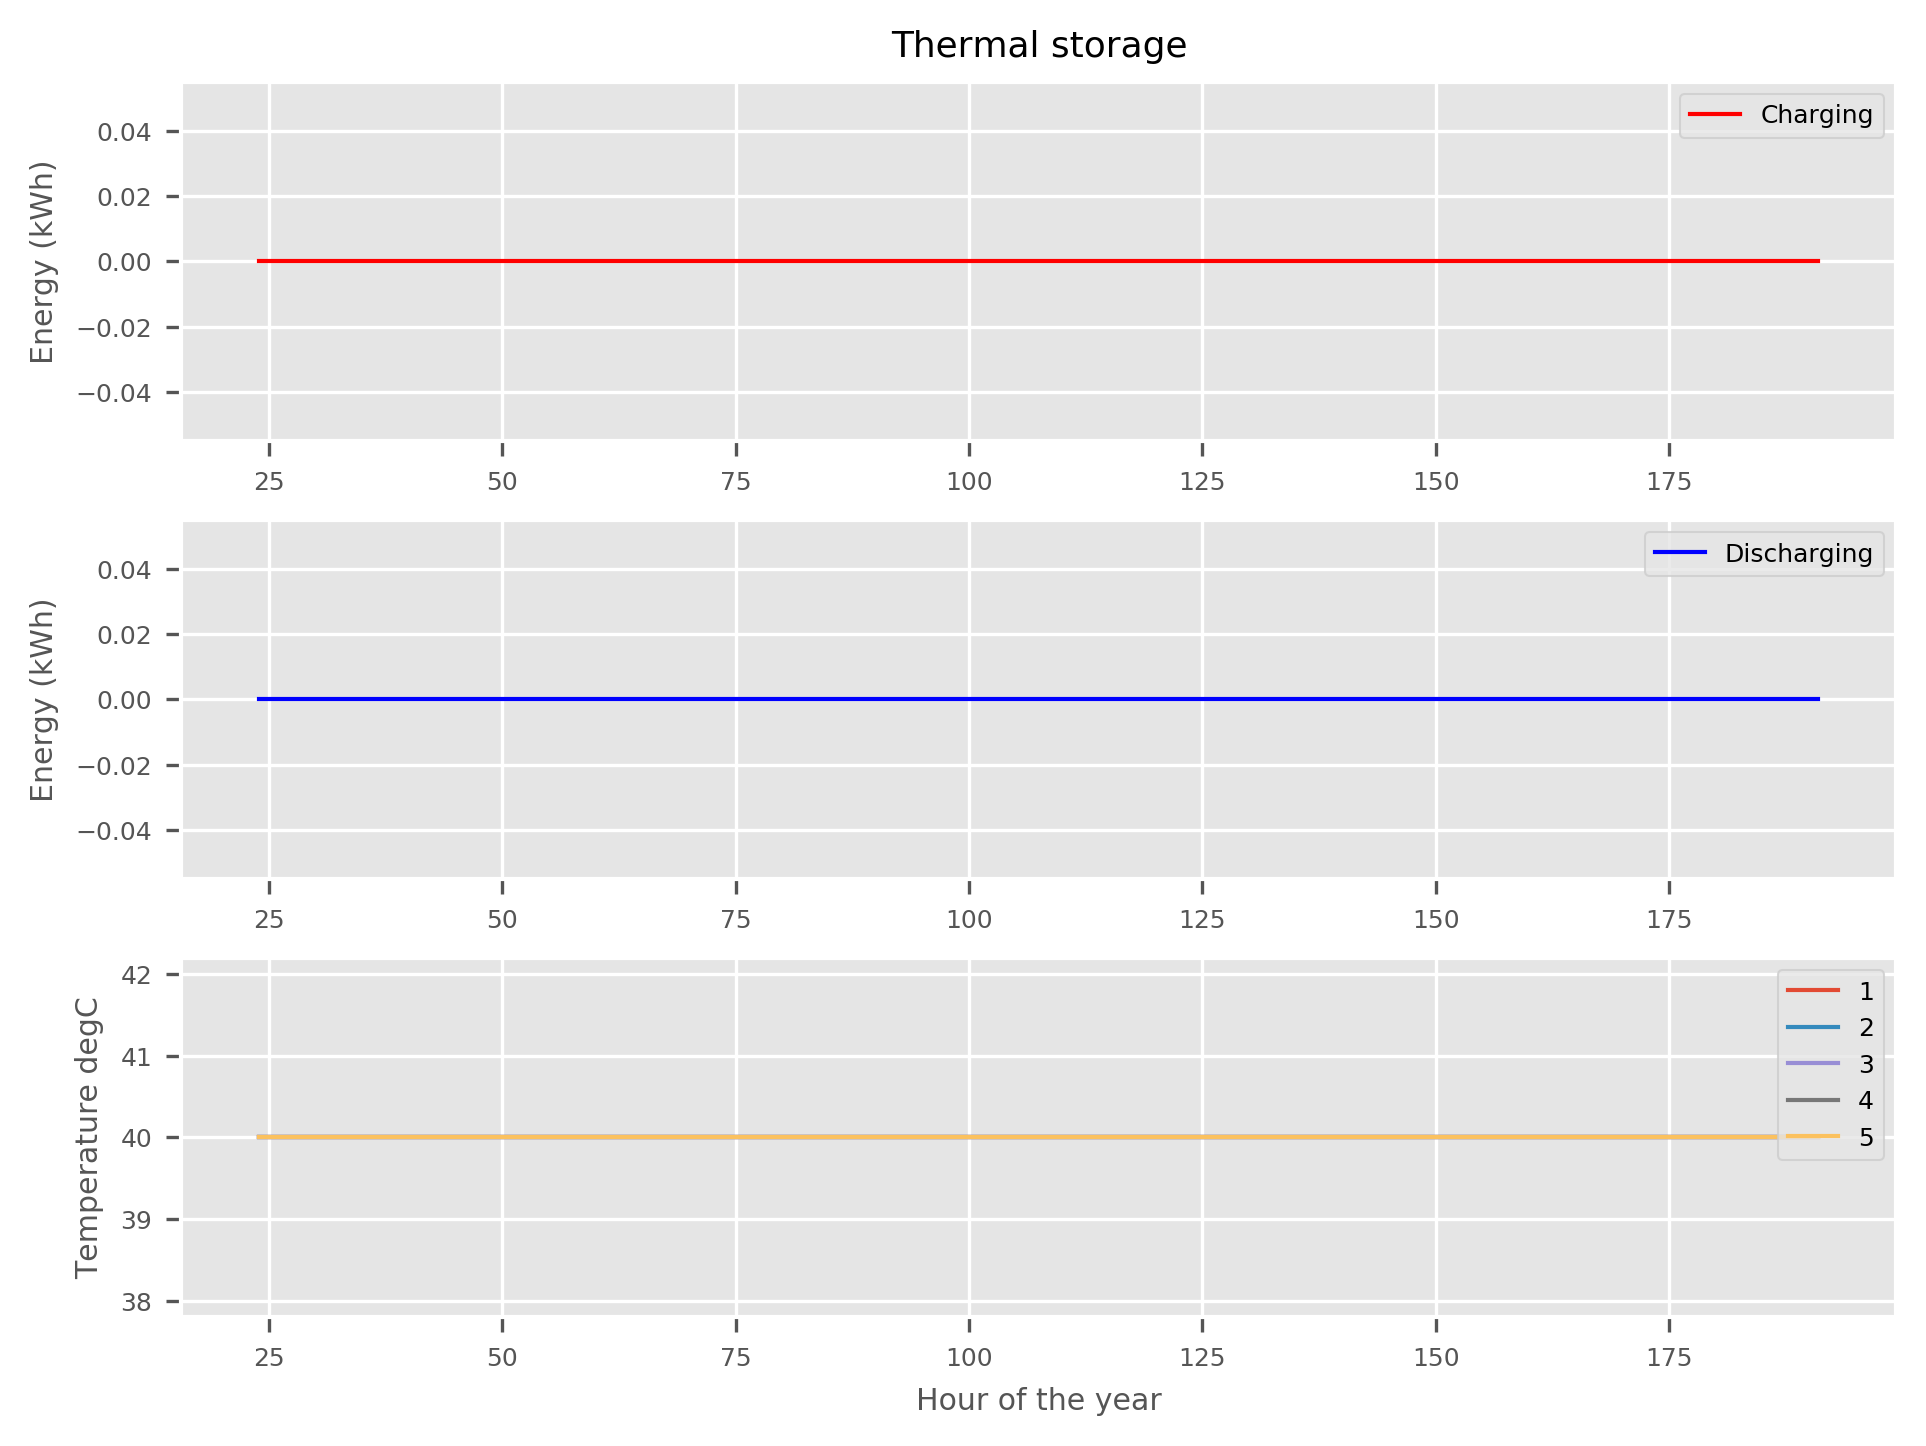 Thermal storage
Energy (kWh)
0.04
0.02
0.00
−0.02
−0.04
Charging
25 50 75 100 125 150 175
Energy (kWh)
0.04
0.02
0.00
−0.02
−0.04
Discharging
25 50 75 100 125 150 175
Temperature degC
42
41
40
39
38
1
2
3
4
5
25 50 75 100 125 150 175
Hour of the year